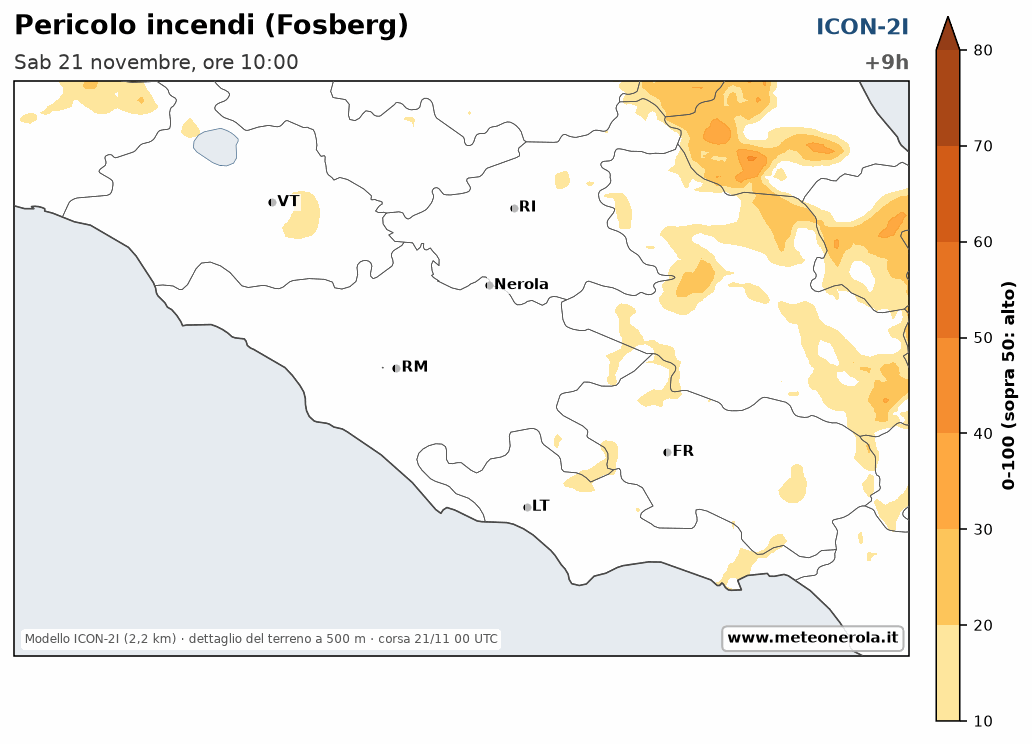 Pericolo incendi (Fosberg)
ICON-2I
Sab 21 novembre, ore 10:00
+9h
VT
RI
Nerola
RM
FR
LT
Modello ICON-2I (2,2 km) · dettaglio del terreno a 500 m · corsa 21/11 00 UTC
www.meteonerola.it
80
70
60
50
40
30
20
10
0-100 (sopra 50: alto)